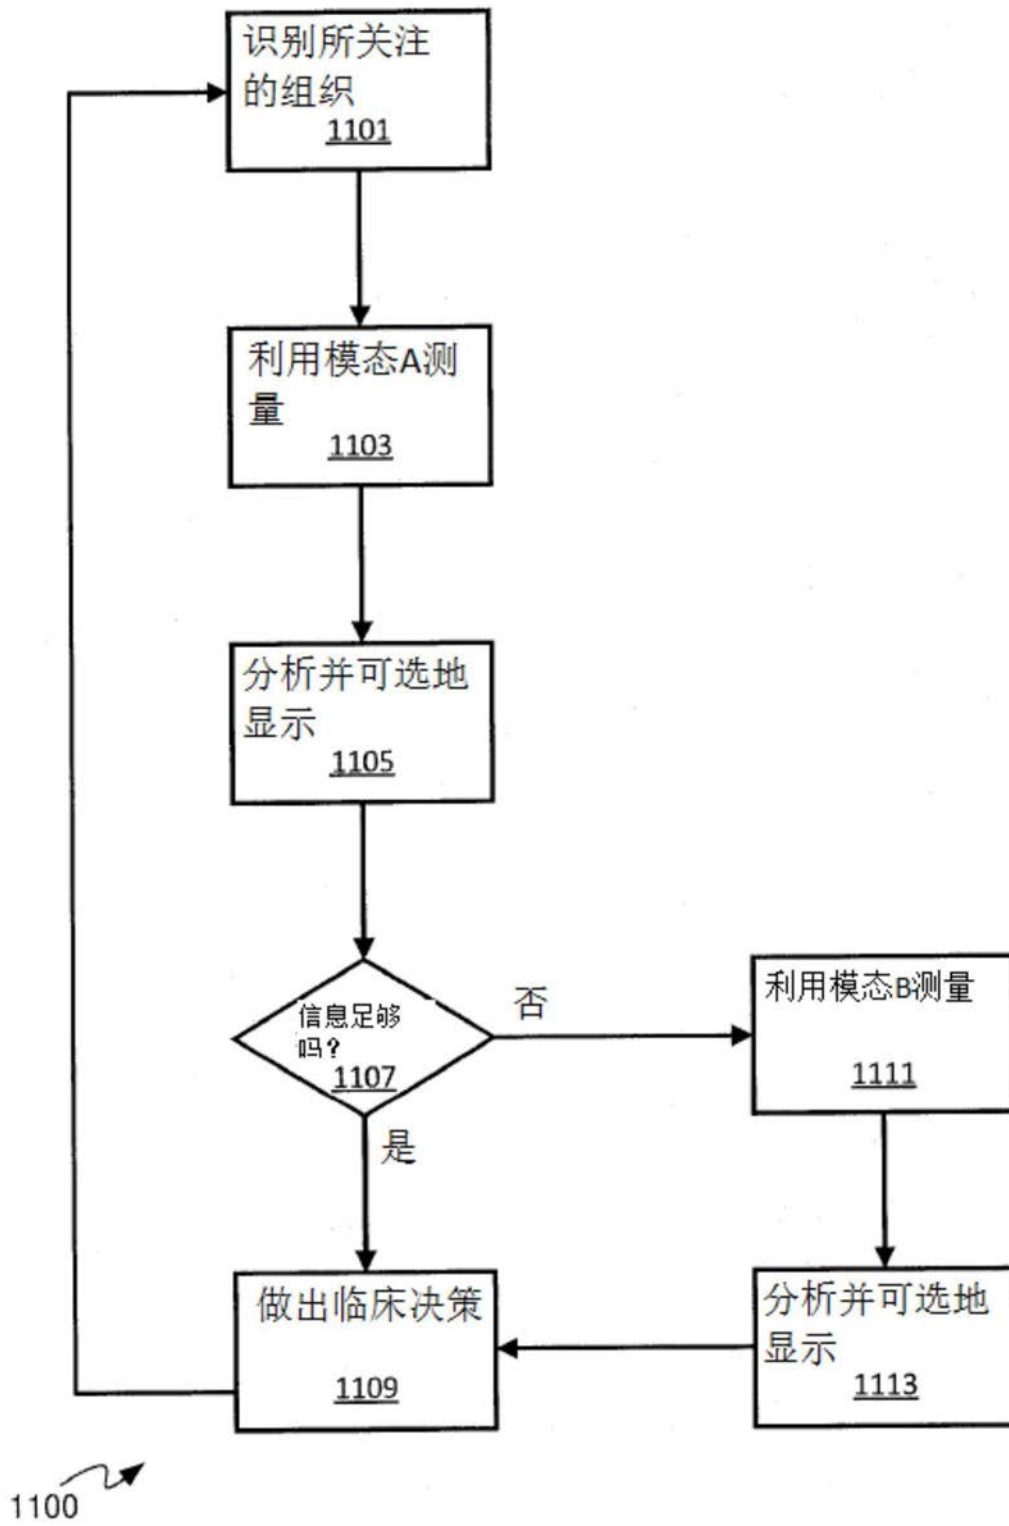 识别所关注
的组织
1101
利用模态A测
量
1103
分析并可选地
显示
1105
信息足够
吗?
1107
否
利用模态B测量
1111
是
做出临床决策
1109
分析并可选地
显示
1113
1100